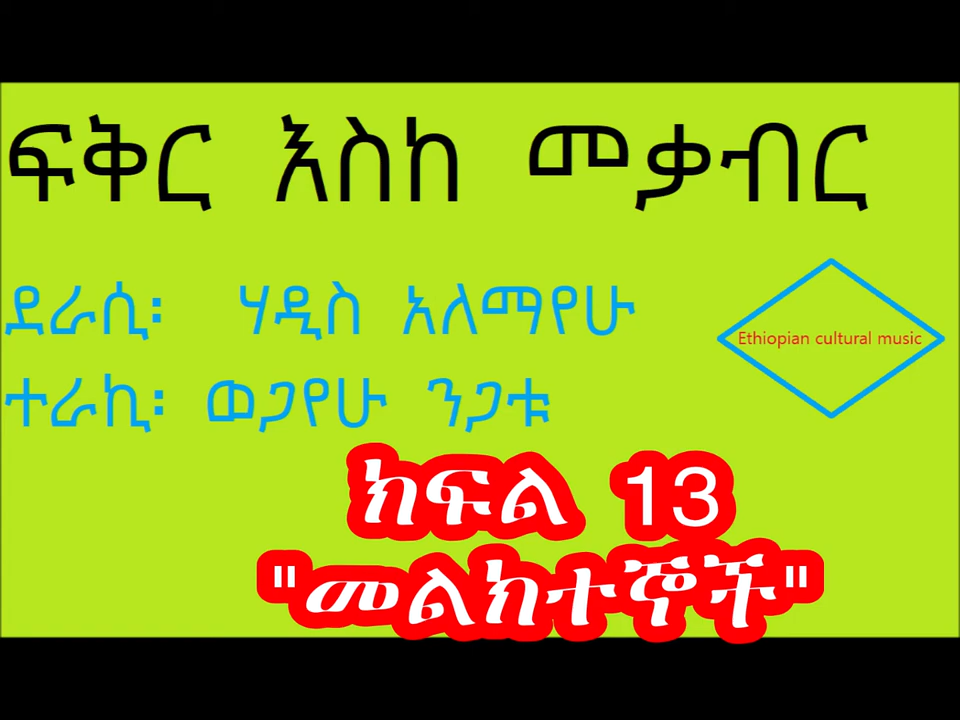 ፍቅር እስከ መቃብር
ደራሲ፡ ሃዲስ አለማየሁ
Ethiopian cultural music
ተራኪ፡ ወጋየሁ ንጋቱ
ክፍል 13
"መልክተኞች"